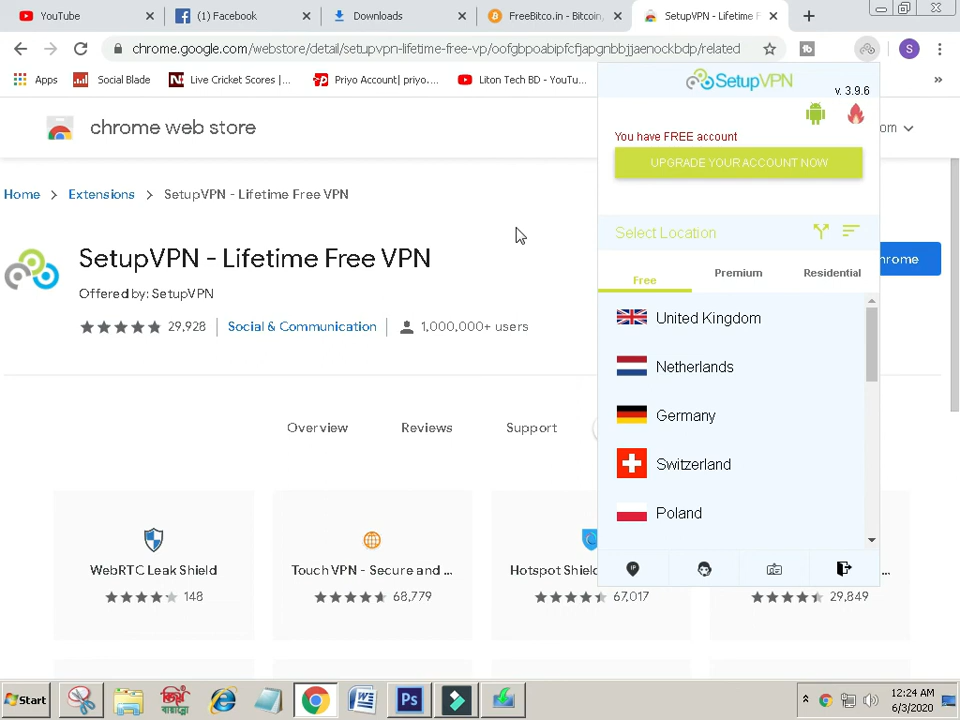 YouTube
(1) Facebook
Downloads
FreeBitco.in - Bitcoin,
SetupVPN - Lifetime F
chrome.google.com/webstore/detail/setupvpn-lifetime-free-vp/oofgbpoabipfcfjapgnbbjjaenockbdp/related
S
Apps
Social Blade
Live Cricket Scores |...
Priyo Account| priyo....
Liton Tech BD - YouTu...
»
SetupVPN
v. 3.9.6
chrome web store
You have FREE account
om
UPGRADE YOUR ACCOUNT NOW
Home
Extensions
SetupVPN - Lifetime Free VPN
Select Location
SetupVPN - Lifetime Free VPN
hrome
Offered by: SetupVPN
Free
Premium
Residential
29,928
Social & Communication
1,000,000+ users
United Kingdom
Netherlands
Germany
Switzerland
Poland
Overview
Reviews
Support
WebRTC Leak Shield
148
Touch VPN - Secure and ...
68,779
Hotspot Shiel
67,017
...
29,849
IP
Start
Ps
12:24 AM
6/3/2020